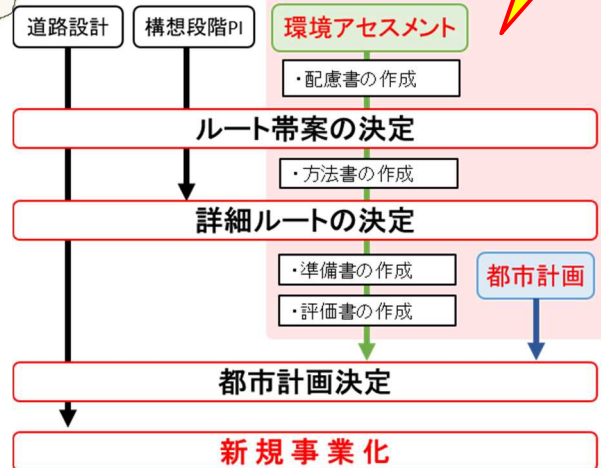 道路設計
構想段階PI
環境アセスメント
・配慮書の作成
ルート帯案の決定
・方法書の作成
詳細ルートの決定
・準備書の作成
都市計画
・評価書の作成
都市計画決定
新規事業化